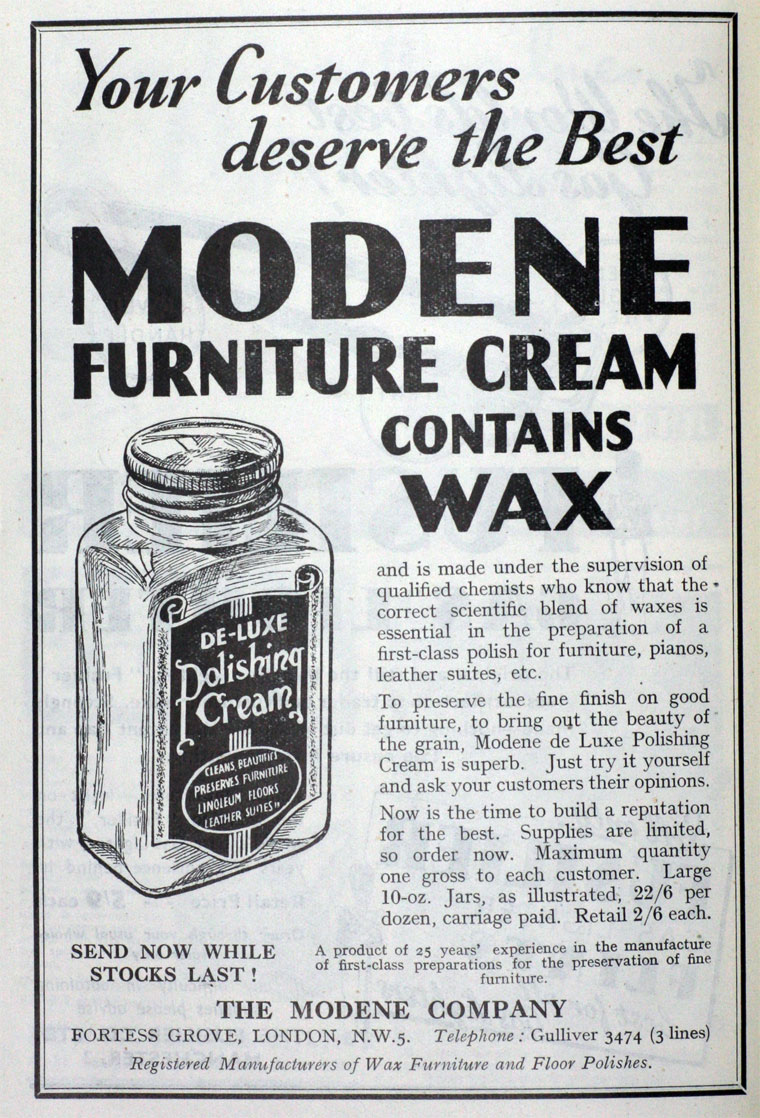 Your Customers
deserve the Best
MODENE
FURNITURE CREAM
CONTAINS
WAX
DE-LUXE
Polishing
Cream
CLEANS, BEAUTIFIES
PRESERVES FURNITURE
LINOLEUM FLOORS
LEATHER SUITES
and is made under the supervision of
qualified chemists who know that the
correct scientific blend of waxes is
essential in the preparation of a
first-class polish for furniture, pianos,
leather suites, etc.
To preserve the fine finish on good
furniture, to bring out the beauty of
the grain, Modene de Luxe Polishing
Cream is superb. Just try it yourself
and ask your customers their opinions.
Now is the time to build a reputation
for the best. Supplies are limited,
so order now. Maximum quantity
one gross to each customer. Large
10-oz. Jars, as illustrated, 22/6 per
dozen, carriage paid. Retail 2/6 each.
SEND NOW WHILE
STOCKS LAST !
A product of 25 years' experience in the manufacture
of first-class preparations for the preservation of fine
furniture.
THE MODENE COMPANY
FORTESS GROVE, LONDON, N.W.5. Telephone : Gulliver 3474 (3 lines)
Registered Manufacturers of Wax Furniture and Floor Polishes.